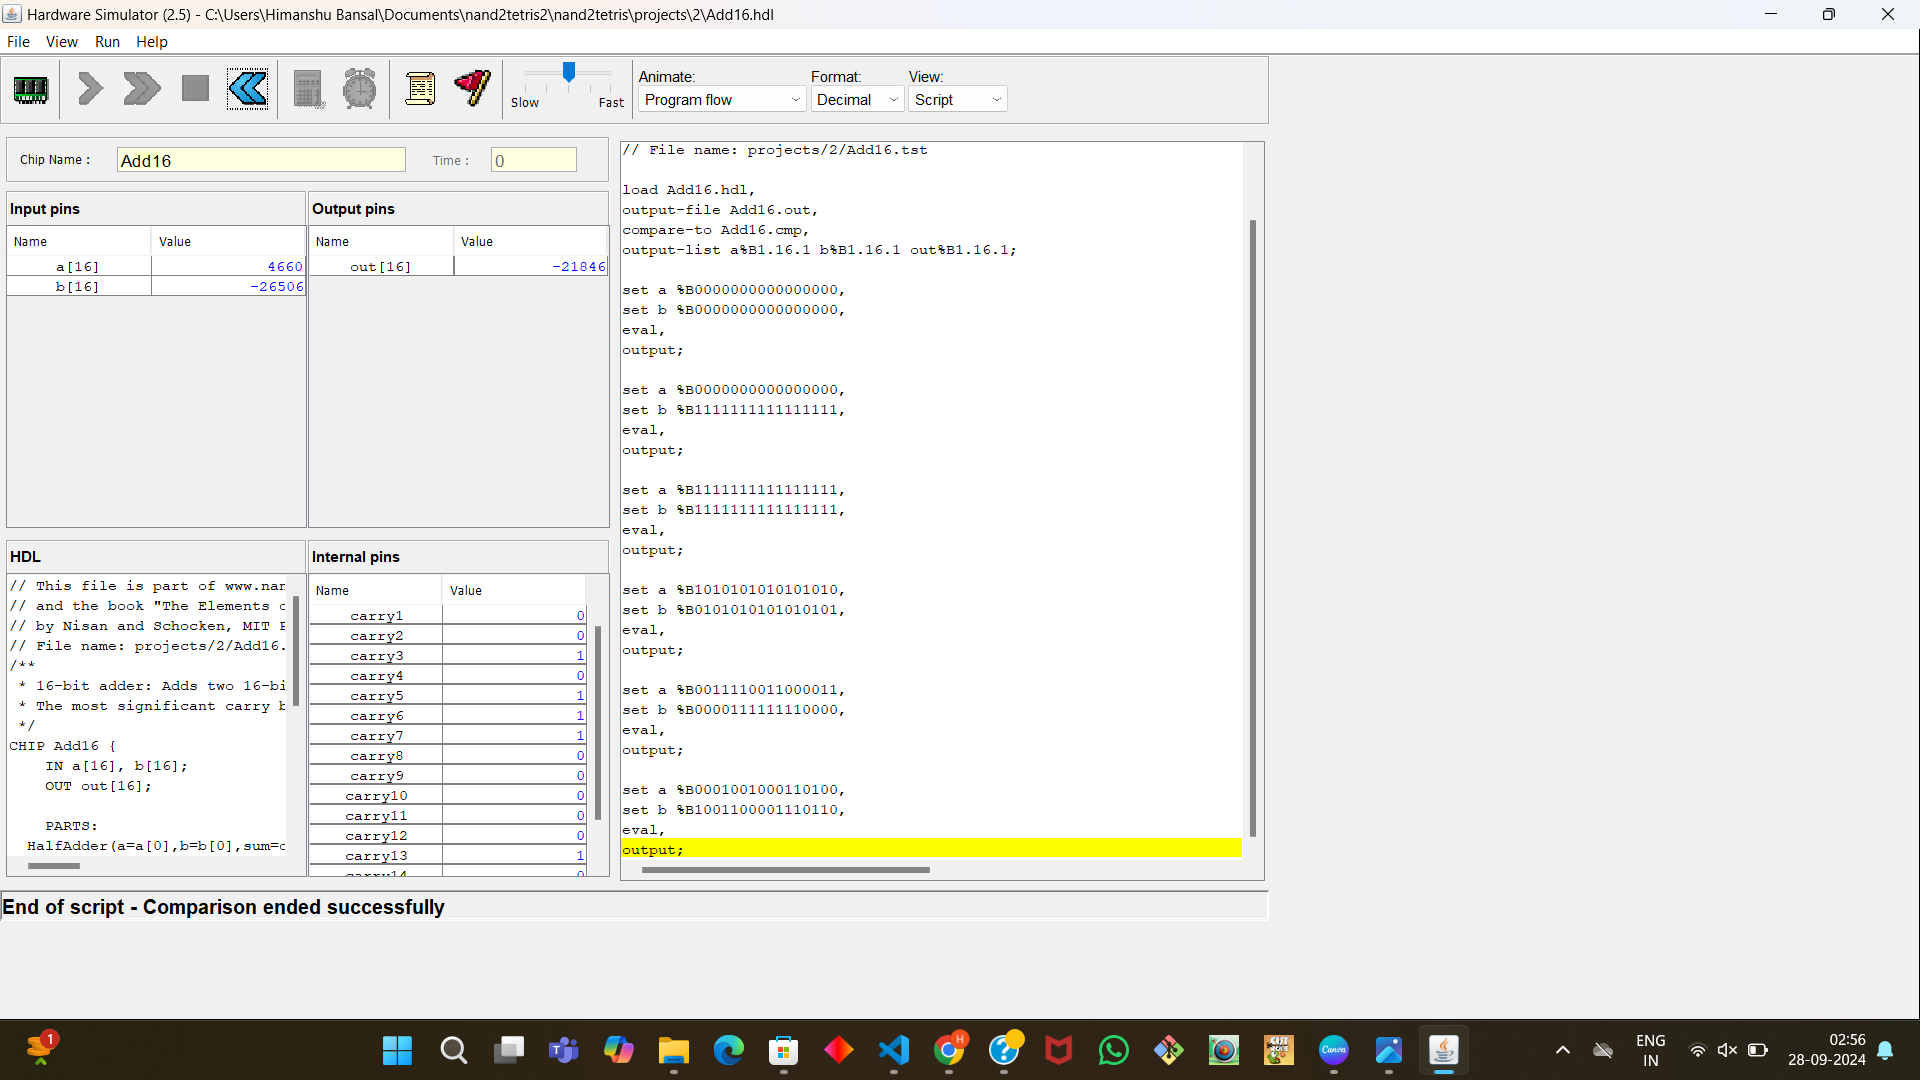 Hardware Simulator (2.5) - C:\Users\Himanshu Bansal\Documents\nand2tetris2\nand2tetris\projects\2\Add16.hdl
File View Run Help
Slow Fast
Animate: Format: View:
Program flow Decimal Script
Chip Name : Add16 Time : 0
Input pins
Name Value
a[16] 4660
b[16] -26506
Output pins
Name Value
out[16] -21846
HDL
// This file is part of www.nan
// and the book "The Elements o
// by Nisan and Schocken, MIT P
// File name: projects/2/Add16.
/**
* 16-bit adder: Adds two 16-bi
* The most significant carry b
*/
CHIP Add16 {
IN a[16], b[16];
OUT out[16];
PARTS:
HalfAdder(a=a[0],b=b[0],sum=o
Internal pins
Name Value
carry1 0
carry2 0
carry3 1
carry4 0
carry5 1
carry6 1
carry7 1
carry8 0
carry9 0
carry10 0
carry11 0
carry12 0
carry13 1
carry14 0
// File name: projects/2/Add16.tst
load Add16.hdl,
output-file Add16.out,
compare-to Add16.cmp,
output-list a%B1.16.1 b%B1.16.1 out%B1.16.1;
set a %B0000000000000000,
set b %B0000000000000000,
eval,
output;
set a %B0000000000000000,
set b %B1111111111111111,
eval,
output;
set a %B1111111111111111,
set b %B1111111111111111,
eval,
output;
set a %B1010101010101010,
set b %B0101010101010101,
eval,
output;
set a %B0011110011000011,
set b %B0000111111110000,
eval,
output;
set a %B0001001000110100,
set b %B1001100001110110,
eval,
output;
End of script - Comparison ended successfully
1
H
Canva
ENG
IN
02:56
28-09-2024